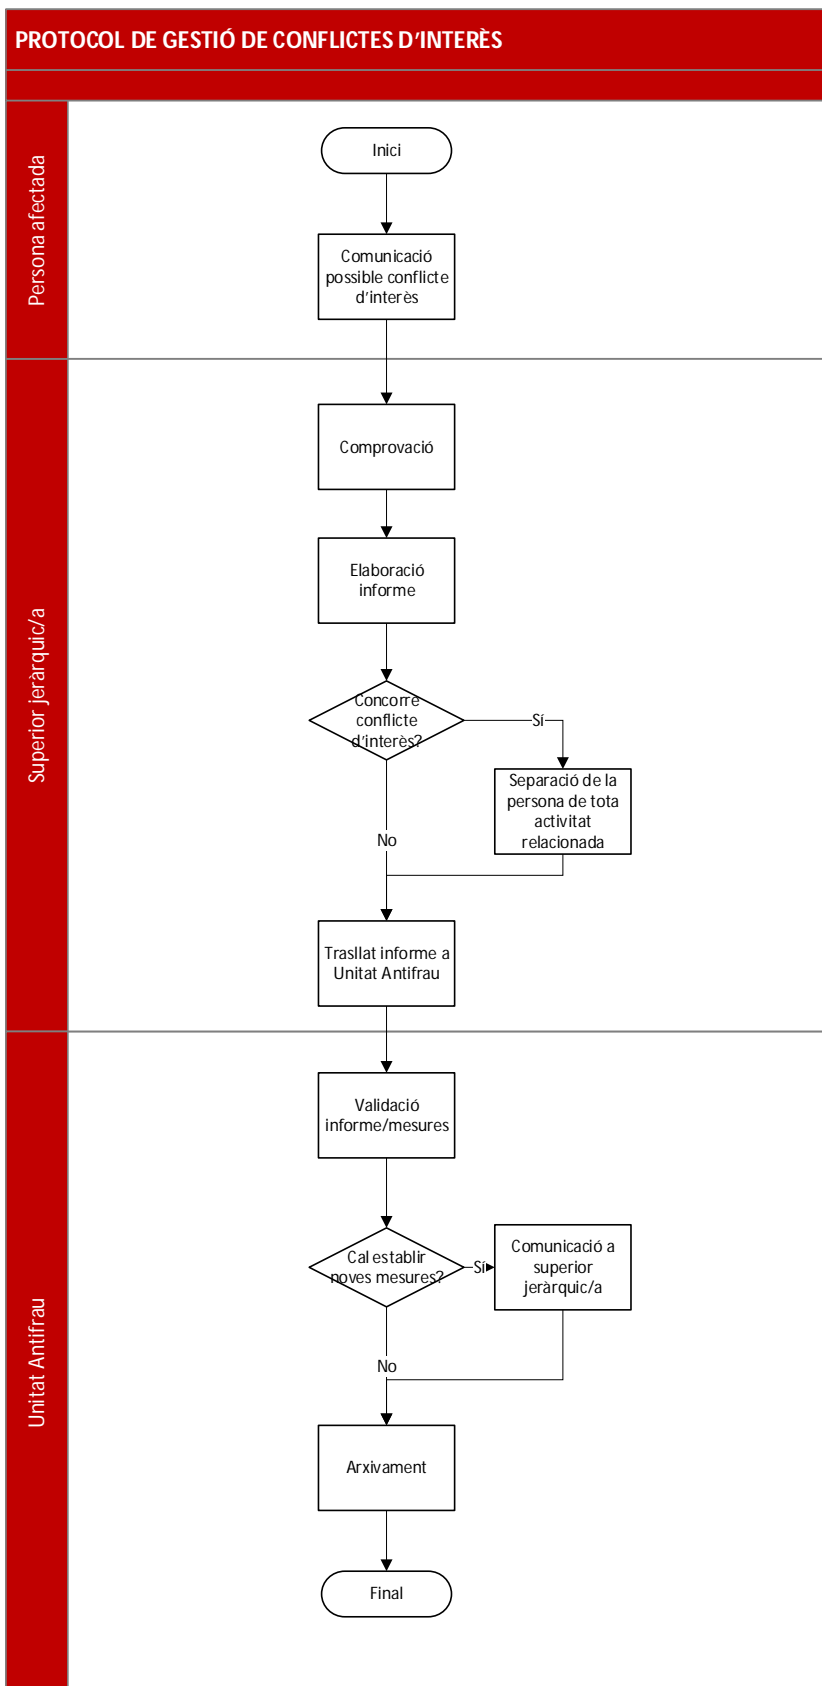 PROTOCOL DE GESTIÓ DE CONFLICTES D'INTERÈS
Persona afectada
Inici
Comunicació
possible conflicte
d'interès
Superior jeràrquic/a
Comprovació
Elaboració
informe
Concorre
conflicte
d'interès?
Sí
Separació de la
persona de tota
activitat
relacionada
No
Trasllat informe a
Unitat Antifrau
Unitat Antifrau
Validació
informe/mesures
Cal establir
noves mesures?
Sí
Comunicació a
superior
jeràrquic/a
No
Arxivament
Final